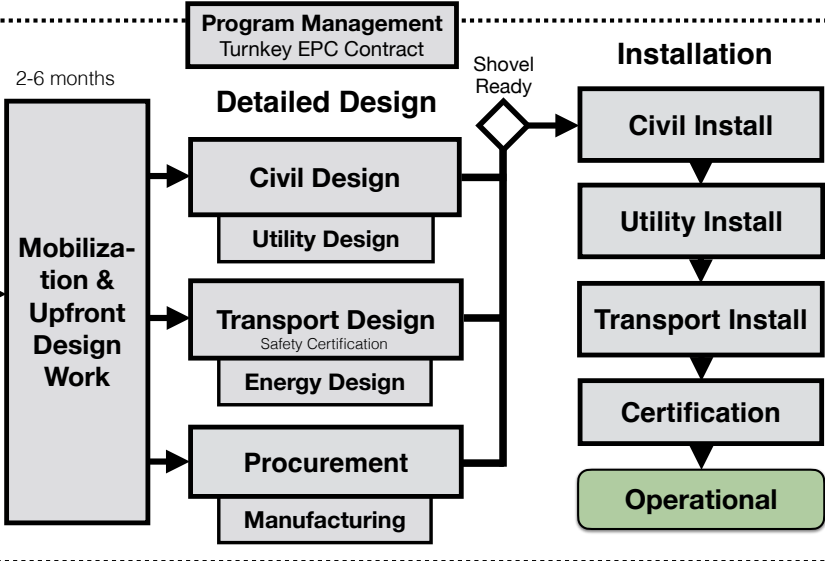 Program Management
Turnkey EPC Contract
2-6 months
Mobiliza-
tion &
Upfront
Design
Work
Detailed Design
Civil Design
Utility Design
Transport Design
Safety Certification
Energy Design
Procurement
Manufacturing
Shovel
Ready
Installation
Civil Install
Utility Install
Transport Install
Certification
Operational